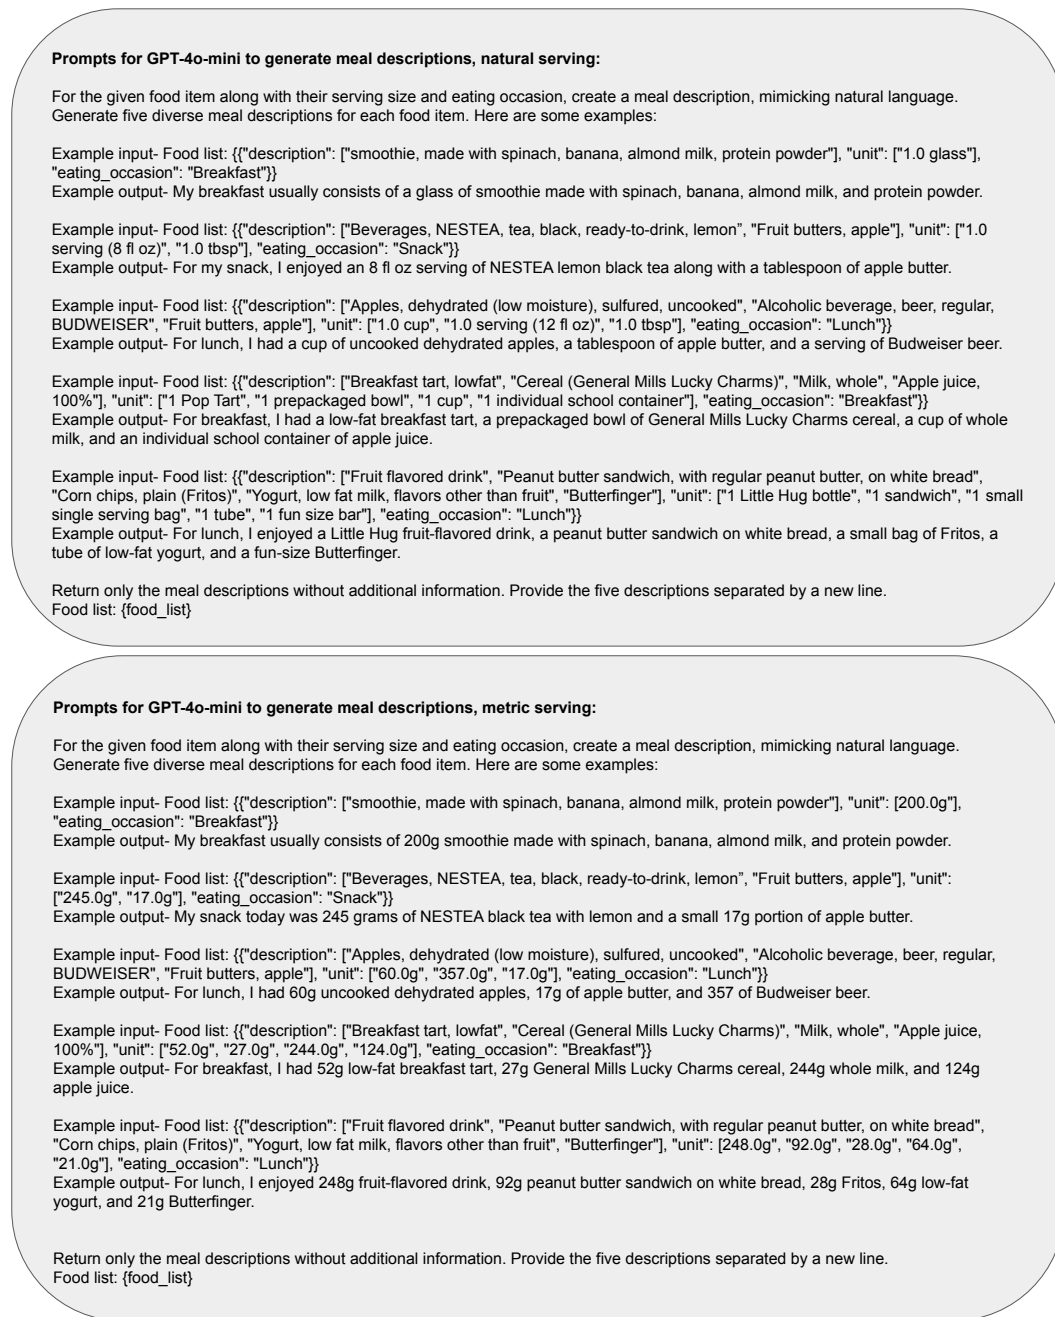 Prompts for GPT-4o-mini to generate meal descriptions, natural serving:
For the given food item along with their serving size and eating occasion, create a meal description, mimicking natural language.
Generate five diverse meal descriptions for each food item. Here are some examples:
Example input- Food list: {{"description": ["smoothie, made with spinach, banana, almond milk, protein powder"], "unit": ["1.0 glass"],
"eating_occasion": "Breakfast"}}
Example output- My breakfast usually consists of a glass of smoothie made with spinach, banana, almond milk, and protein powder.
Example input- Food list: {{"description": ["Beverages, NESTEA, tea, black, ready-to-drink, lemon”, "Fruit butters, apple"], "unit": ["1.0
serving (8 fl oz)", "1.0 tbsp"], "eating_occasion": "Snack"}}
Example output- For my snack, I enjoyed an 8 fl oz serving of NESTEA lemon black tea along with a tablespoon of apple butter.
Example input- Food list: {{"description": ["Apples, dehydrated (low moisture), sulfured, uncooked", "Alcoholic beverage, beer, regular,
BUDWEISER", "Fruit butters, apple"], "unit": ["1.0 cup", "1.0 serving (12 fl oz)", "1.0 tbsp"], "eating_occasion": "Lunch"}}
Example output- For lunch, I had a cup of uncooked dehydrated apples, a tablespoon of apple butter, and a serving of Budweiser beer.
Example input- Food list: {{"description": ["Breakfast tart, lowfat", "Cereal (General Mills Lucky Charms)", "Milk, whole", "Apple juice,
100%"], "unit": ["1 Pop Tart", "1 prepackaged bowl", "1 cup", "1 individual school container"], "eating_occasion": "Breakfast"}}
Example output- For breakfast, I had a low-fat breakfast tart, a prepackaged bowl of General Mills Lucky Charms cereal, a cup of whole
milk, and an individual school container of apple juice.
Example input- Food list: {{"description": ["Fruit flavored drink", "Peanut butter sandwich, with regular peanut butter, on white bread",
"Corn chips, plain (Fritos)", "Yogurt, low fat milk, flavors other than fruit", "Butterfinger"], "unit": ["1 Little Hug bottle", "1 sandwich", "1 small
single serving bag", "1 tube", "1 fun size bar"], "eating_occasion": "Lunch"}}
Example output- For lunch, I enjoyed a Little Hug fruit-flavored drink, a peanut butter sandwich on white bread, a small bag of Fritos, a
tube of low-fat yogurt, and a fun-size Butterfinger.
Return only the meal descriptions without additional information. Provide the five descriptions separated by a new line.
Food list: {food_list}
Prompts for GPT-4o-mini to generate meal descriptions, metric serving:
For the given food item along with their serving size and eating occasion, create a meal description, mimicking natural language.
Generate five diverse meal descriptions for each food item. Here are some examples:
Example input- Food list: {{"description": ["smoothie, made with spinach, banana, almond milk, protein powder"], "unit": [200.0g"],
"eating_occasion": "Breakfast"}}
Example output- My breakfast usually consists of 200g smoothie made with spinach, banana, almond milk, and protein powder.
Example input- Food list: {{"description": ["Beverages, NESTEA, tea, black, ready-to-drink, lemon”, "Fruit butters, apple"], "unit":
["245.0g", "17.0g"], "eating_occasion": "Snack"}}
Example output- My snack today was 245 grams of NESTEA black tea with lemon and a small 17g portion of apple butter.
Example input- Food list: {{"description": ["Apples, dehydrated (low moisture), sulfured, uncooked", "Alcoholic beverage, beer, regular,
BUDWEISER", "Fruit butters, apple"], "unit": ["60.0g", "357.0g", "17.0g"], "eating_occasion": "Lunch"}}
Example output- For lunch, I had 60g uncooked dehydrated apples, 17g of apple butter, and 357 of Budweiser beer.
Example input- Food list: {{"description": ["Breakfast tart, lowfat", "Cereal (General Mills Lucky Charms)", "Milk, whole", "Apple juice,
100%"], "unit": ["52.0g", "27.0g", "244.0g", "124.0g"], "eating_occasion": "Breakfast"}}
Example output- For breakfast, I had 52g low-fat breakfast tart, 27g General Mills Lucky Charms cereal, 244g whole milk, and 124g
apple juice.
Example input- Food list: {{"description": ["Fruit flavored drink", "Peanut butter sandwich, with regular peanut butter, on white bread",
"Corn chips, plain (Fritos)", "Yogurt, low fat milk, flavors other than fruit", "Butterfinger"], "unit": [248.0g", "92.0g", "28.0g", "64.0g",
"21.0g"], "eating_occasion": "Lunch"}}
Example output- For lunch, I enjoyed 248g fruit-flavored drink, 92g peanut butter sandwich on white bread, 28g Fritos, 64g low-fat
yogurt, and 21g Butterfinger.
Return only the meal descriptions without additional information. Provide the five descriptions separated by a new line.
Food list: {food_list}